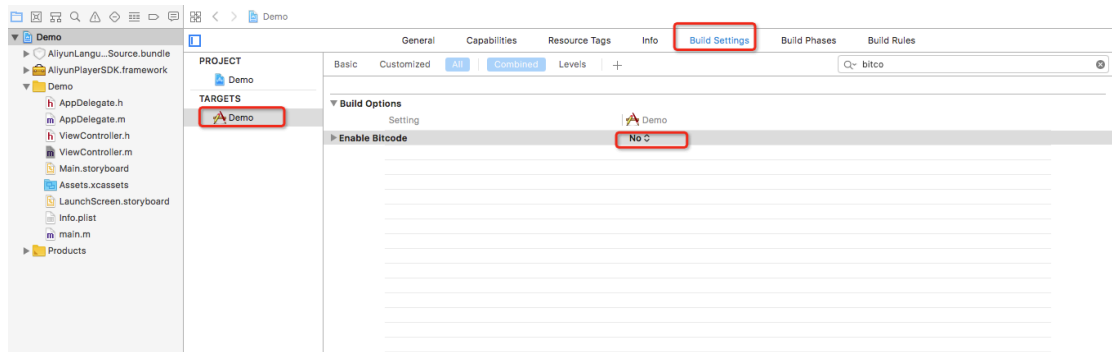 Demo
Demo
AliyunLangu...Source.bundle
AliyunPlayerSDK.framework
Demo
AppDelegate.h
AppDelegate.m
ViewController.h
ViewController.m
Main.storyboard
Assets.xcassets
LaunchScreen.storyboard
Info.plist
main.m
Products
PROJECT
Demo
TARGETS
Demo
General Capabilities Resource Tags Info Build Settings Build Phases Build Rules
Basic Customized All Combined Levels + bitco
Build Options
Setting Demo
Enable Bitcode No